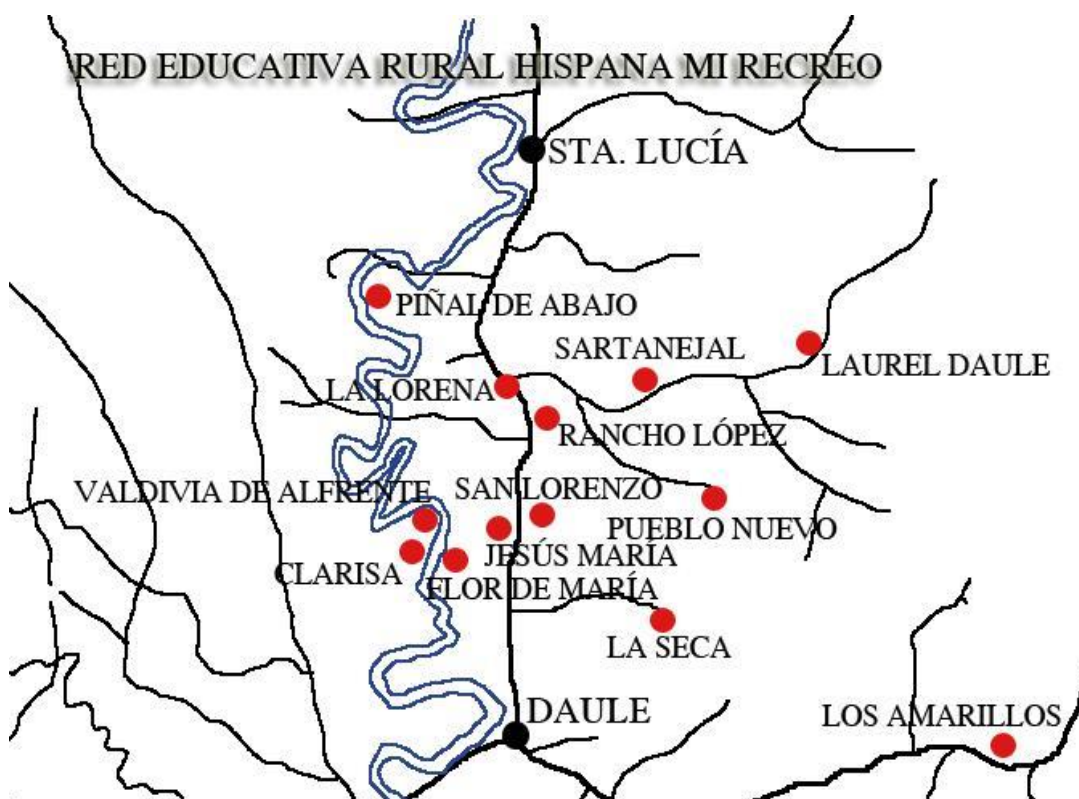 RED EDUCATIVA RURAL HISPANA MI RECREO
STA. LUCÍA
PIÑAL DE ABAJO
SARTANEJAL
LAUREL DAULE
LA LORENA
RANCHO LÓPEZ
VALDIVIA DE ALFRENTE
SAN LORENZO
PUEBLO NUEVO
JESÚS MARÍA
CLARISA
FLOR DE MARÍA
LA SECA
DAULE
LOS AMARILLOS